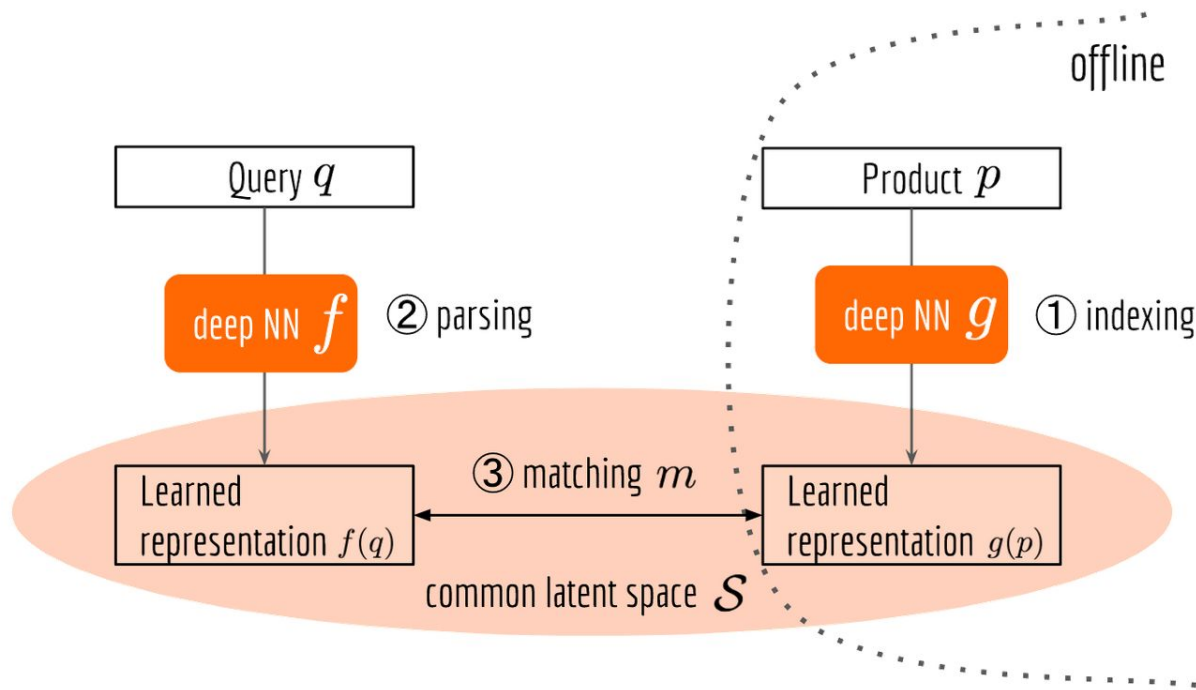 offline
Query q
Product p
deep NN f
② parsing
deep NN g
① indexing
Learned
representation f(q)
③ matching m
Learned
representation g(p)
common latent space 𝒮